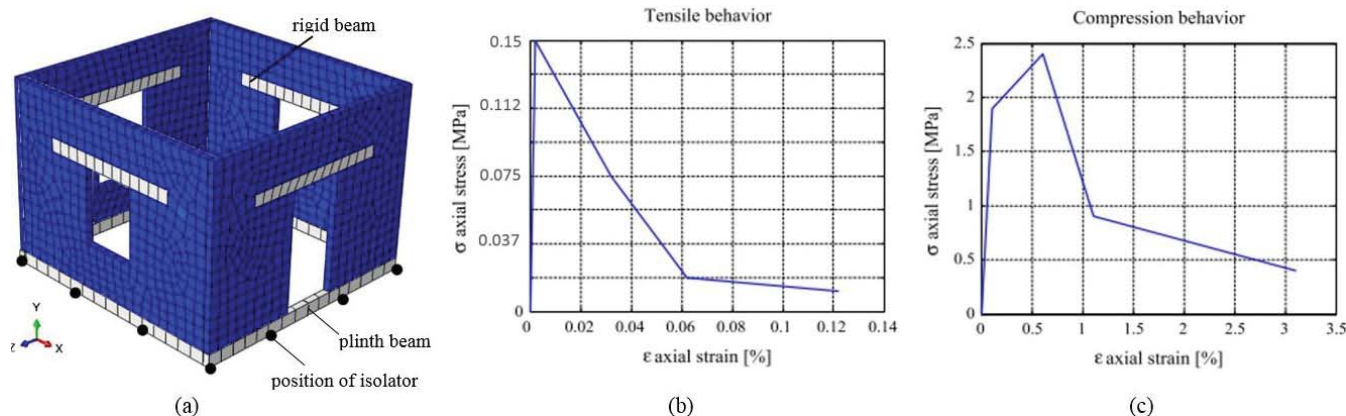 rigid beam
Y
Z
X
plinth beam
position of isolator
(a)
Tensile behavior
σ axial stress [MPa]
0.15
0.112
0.075
0.037
0
0 0.02 0.04 0.06 0.08 0.1 0.12 0.14
ε axial strain [%]
(b)
Compression behavior
σ axial stress [MPa]
2.5
2
1.5
1
0.5
0
0 0.5 1 1.5 2 2.5 3 3.5
ε axial strain [%]
(c)